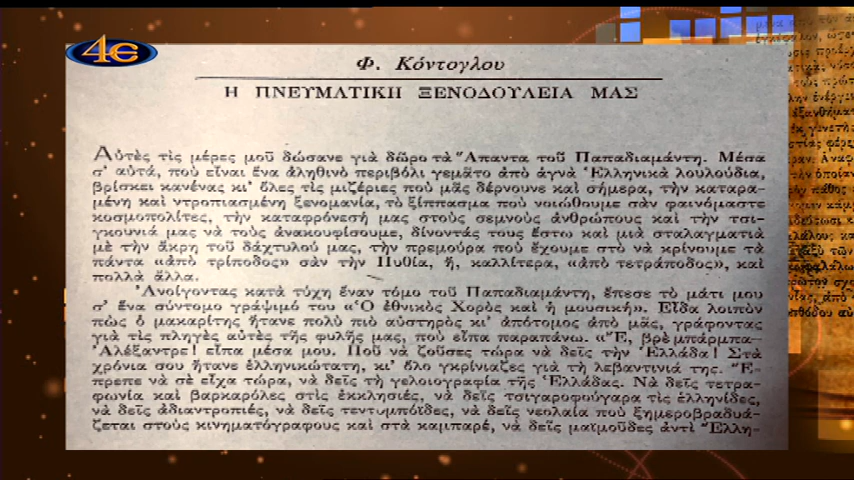 4ε
Φ. Κόντογλου
Η ΠΝΕΥΜΑΤΙΚΗ ΞΕΝΟΔΟΥΛΕΙΑ ΜΑΣ
Αὐτὲς τὶς μέρες μοῦ δώσανε γιὰ δῶρο τὰ Ἅπαντα τοῦ Παπαδιαμάντη. Μέσα
σ' αὐτά, ποὺ εἶναι ἕνα ἀληθινὸ περιβόλι γεμᾶτο ἀπὸ ἁγνὰ Ἑλληνικὰ λουλούδια,
βρίσκει κανένας κι' ὅλες τὶς μιζέριες ποὺ μᾶς δέρνουνε καὶ σήμερα, τὴν καταρα-
μένη καὶ ντροπιασμένη ξενομανία, τὸ ξίππασμα ποὺ νοιώθουμε σὰν φαινόμαστε
κοσμοπολίτες, τὴν καταφρόνεσή μας στοὺς σεμνοὺς ἀνθρώπους καὶ τὴν τσι-
γκουνιά μας νὰ τοὺς ἀνακουφίσουμε, δίνοντάς τους ἔστω καὶ μιὰ σταλαγματιὰ
μὲ τὴν ἄκρη τοῦ δάχτυλού μας, τὴν πρεμούρα ποὺ ἔχουμε στὸ νὰ κρίνουμε τὰ
πάντα «ἀπὸ τρίποδος» σὰν τὴν Πυθία, ἤ, καλλίτερα, «ἀπὸ τετράποδος», καὶ
πολλὰ ἄλλα.
Ἀνοίγοντας κατὰ τύχη ἕναν τόμο τοῦ Παπαδιαμάντη, ἔπεσε τὸ μάτι μου
σ' ἕνα σύντομο γράψιμό του «Ὁ ἐθνικὸς Χορὸς καὶ ἡ μουσική». Εἶδα λοιπὸν
πὼς ὁ μακαρίτης ἤτανε πολὺ πιὸ αὐστηρὸς κι' ἀπότομος ἀπὸ μᾶς, γράφοντας
γιὰ τὶς πληγὲς αὐτὲς τῆς φυλῆς μας, ποὺ εἶπα παραπάνω. «Ἔ, βρὲ μπάρμπα-
Ἀλέξαντρε! εἶπα μέσα μου. Ποῦ νὰ ζοῦσες τώρα νὰ δεῖς τὴν Ἑλλάδα! Στὰ
χρόνια σου ἤτανε ἑλληνικώτατη, κι' ὅλο γκρίνιαζες γιὰ τὴ λεβαντινιά της. Ἔ-
πρεπε νὰ σὲ εἶχα τώρα, νὰ δεῖς τὴ γελοιογραφία τῆς Ἑλλάδας. Νὰ δεῖς τετρα-
φωνία καὶ βαρκαρόλες στὶς ἐκκλησιές, νὰ δεῖς τσιγαροφούγαρα τὶς ἑλληνίδες,
νὰ δεῖς ἀδιαντροπιές, νὰ δεῖς τεντυμπόιδες, νὰ δεῖς νεολαία ποὺ ξημεροβραδυά-
ζεται στοὺς κινηματόγραφους καὶ στὰ καμπαρέ, νὰ δεῖς μαϊμοῦδες ἀντὶ Ἕλλη-